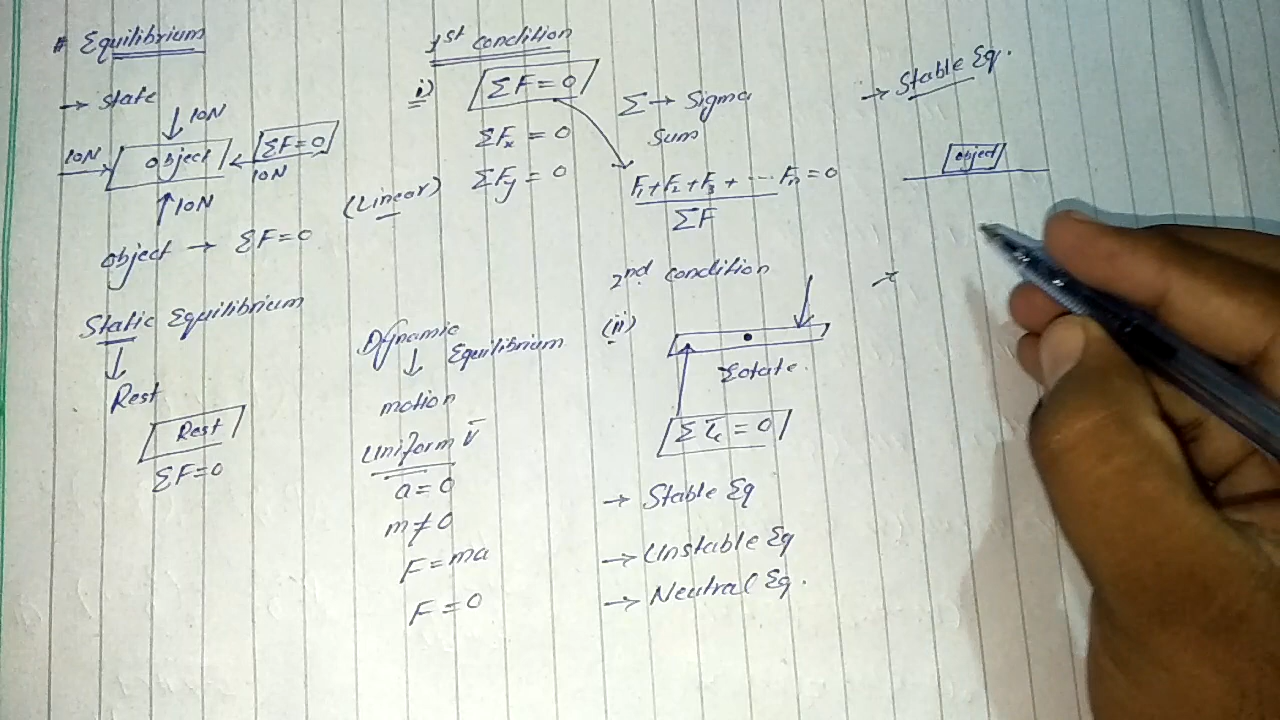 # Equilibrium
→ State
↓ 10N
10N → object ← 10N
ΣF=0
↑ 10N
object → ΣF=0
Static Equilibrium
↓
Rest
Rest
ΣF=0
1st condition
i) ΣF = 0
ΣFx = 0
ΣFy = 0
(Linear)
Σ → Sigma
Sum
F1+F2+F3+ ... Fn=0
ΣF
Dynamic Equilibrium
↓
motion
Uniform V̄
a = 0
m ≠ 0
F = ma
F = 0
2nd condition
(ii)
rotate.
→ Stable Eq
→ Unstable Eq
→ Neutral Eq.
→ Stable Eq.
object